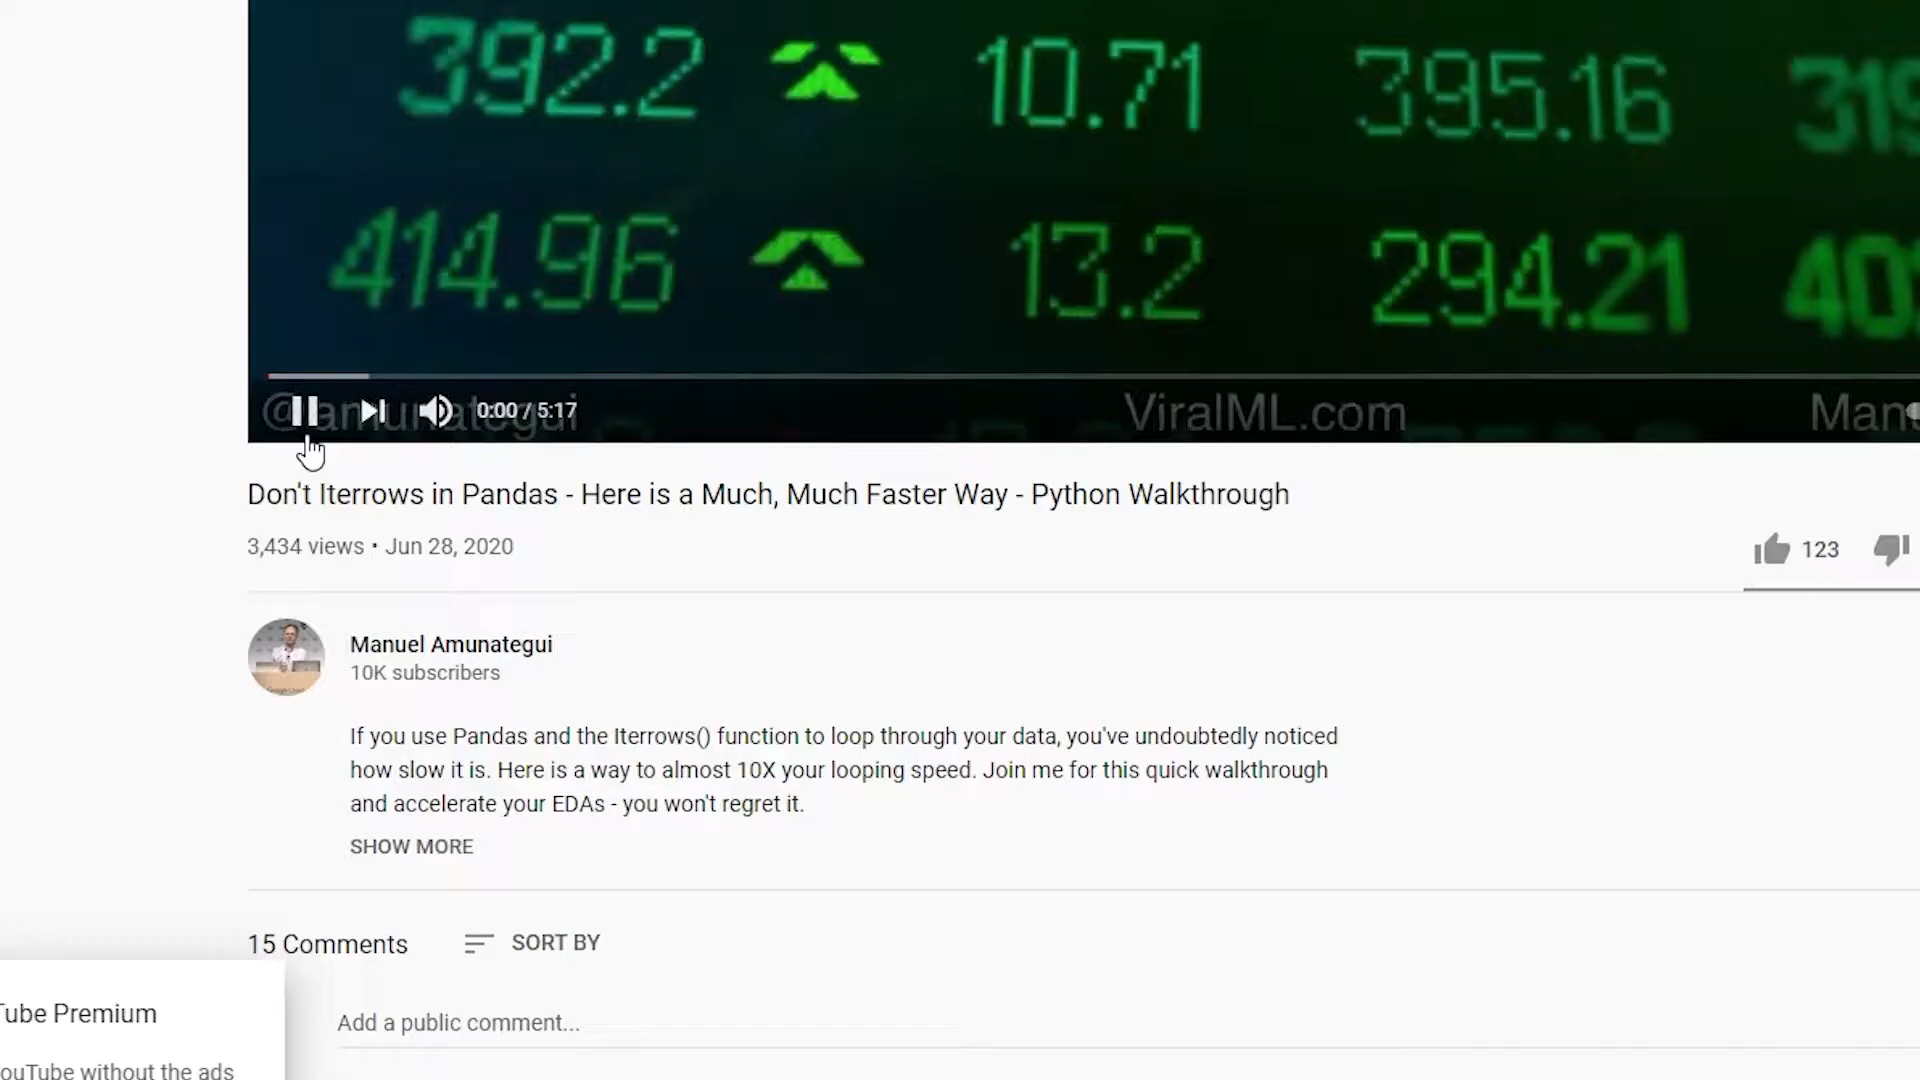 392.2 10.71 395.16 319
414.96 13.2 294.21 40
0:00 / 5:17
@amunategui ViralML.com Man
Don't Iterrows in Pandas - Here is a Much, Much Faster Way - Python Walkthrough
3,434 views • Jun 28, 2020
123
Manuel Amunategui
10K subscribers
If you use Pandas and the Iterrows() function to loop through your data, you've undoubtedly noticed
how slow it is. Here is a way to almost 10X your looping speed. Join me for this quick walkthrough
and accelerate your EDAs - you won't regret it.
SHOW MORE
15 Comments SORT BY
Tube Premium
Add a public comment...
ouTube without the ads